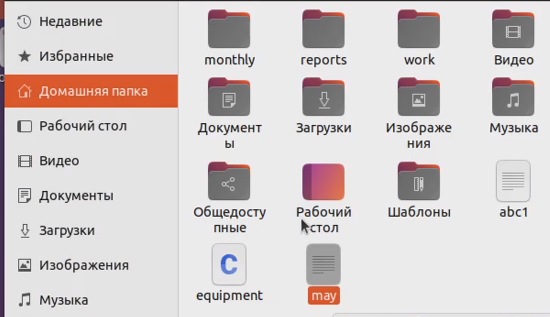 Недавние
Избранные
Домашняя папка
Рабочий стол
Видео
Документы
Загрузки
Изображения
Музыка
monthly
reports
work
Видео
Документ
ы
Загрузки
Изображе
ния
Музыка
Общедосту
пные
Рабочий
стол
Шаблоны
abc1
C
equipment
may